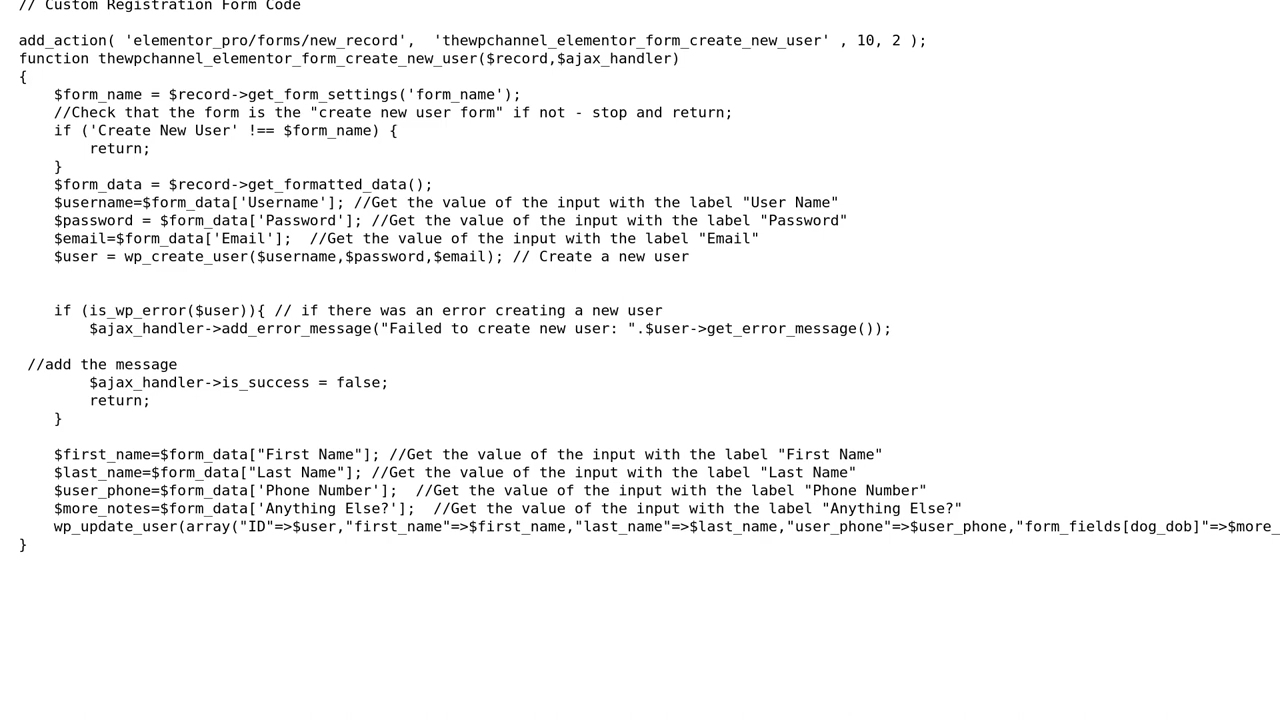 // Custom Registration Form Code
add_action( 'elementor_pro/forms/new_record',  'thewpchannel_elementor_form_create_new_user' , 10, 2 );
function thewpchannel_elementor_form_create_new_user($record,$ajax_handler)
{
    $form_name = $record->get_form_settings('form_name');
    //Check that the form is the "create new user form" if not - stop and return;
    if ('Create New User' !== $form_name) {
        return;
    }
    $form_data = $record->get_formatted_data();
    $username=$form_data['Username']; //Get the value of the input with the label "User Name"
    $password = $form_data['Password']; //Get the value of the input with the label "Password"
    $email=$form_data['Email'];  //Get the value of the input with the label "Email"
    $user = wp_create_user($username,$password,$email); // Create a new user
    if (is_wp_error($user)){ // if there was an error creating a new user
        $ajax_handler->add_error_message("Failed to create new user: ".$user->get_error_message());
 //add the message
        $ajax_handler->is_success = false;
        return;
    }
    $first_name=$form_data["First Name"]; //Get the value of the input with the label "First Name"
    $last_name=$form_data["Last Name"]; //Get the value of the input with the label "Last Name"
    $user_phone=$form_data['Phone Number'];  //Get the value of the input with the label "Phone Number"
    $more_notes=$form_data['Anything Else?'];  //Get the value of the input with the label "Anything Else?"
    wp_update_user(array("ID"=>$user,"first_name"=>$first_name,"last_name"=>$last_name,"user_phone"=>$user_phone,"form_fields[dog_dob]"=>$more_
}